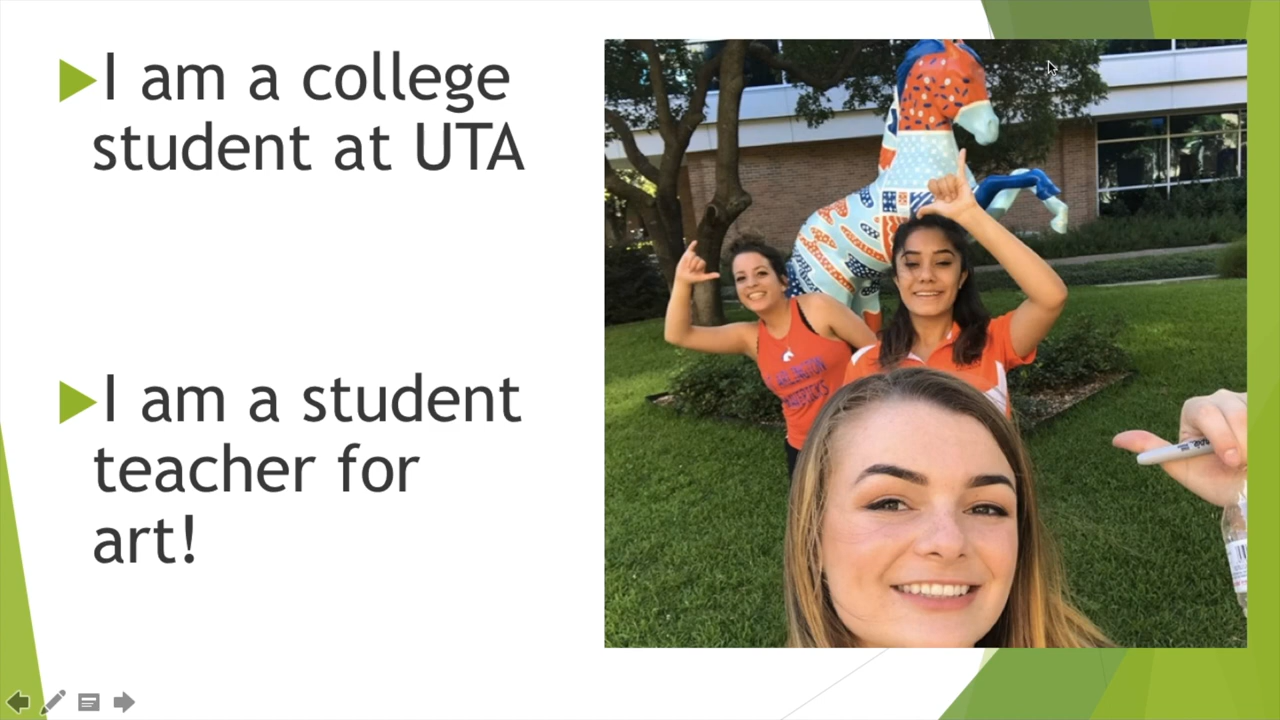 I am a college
student at UTA
I am a student
teacher for
art!